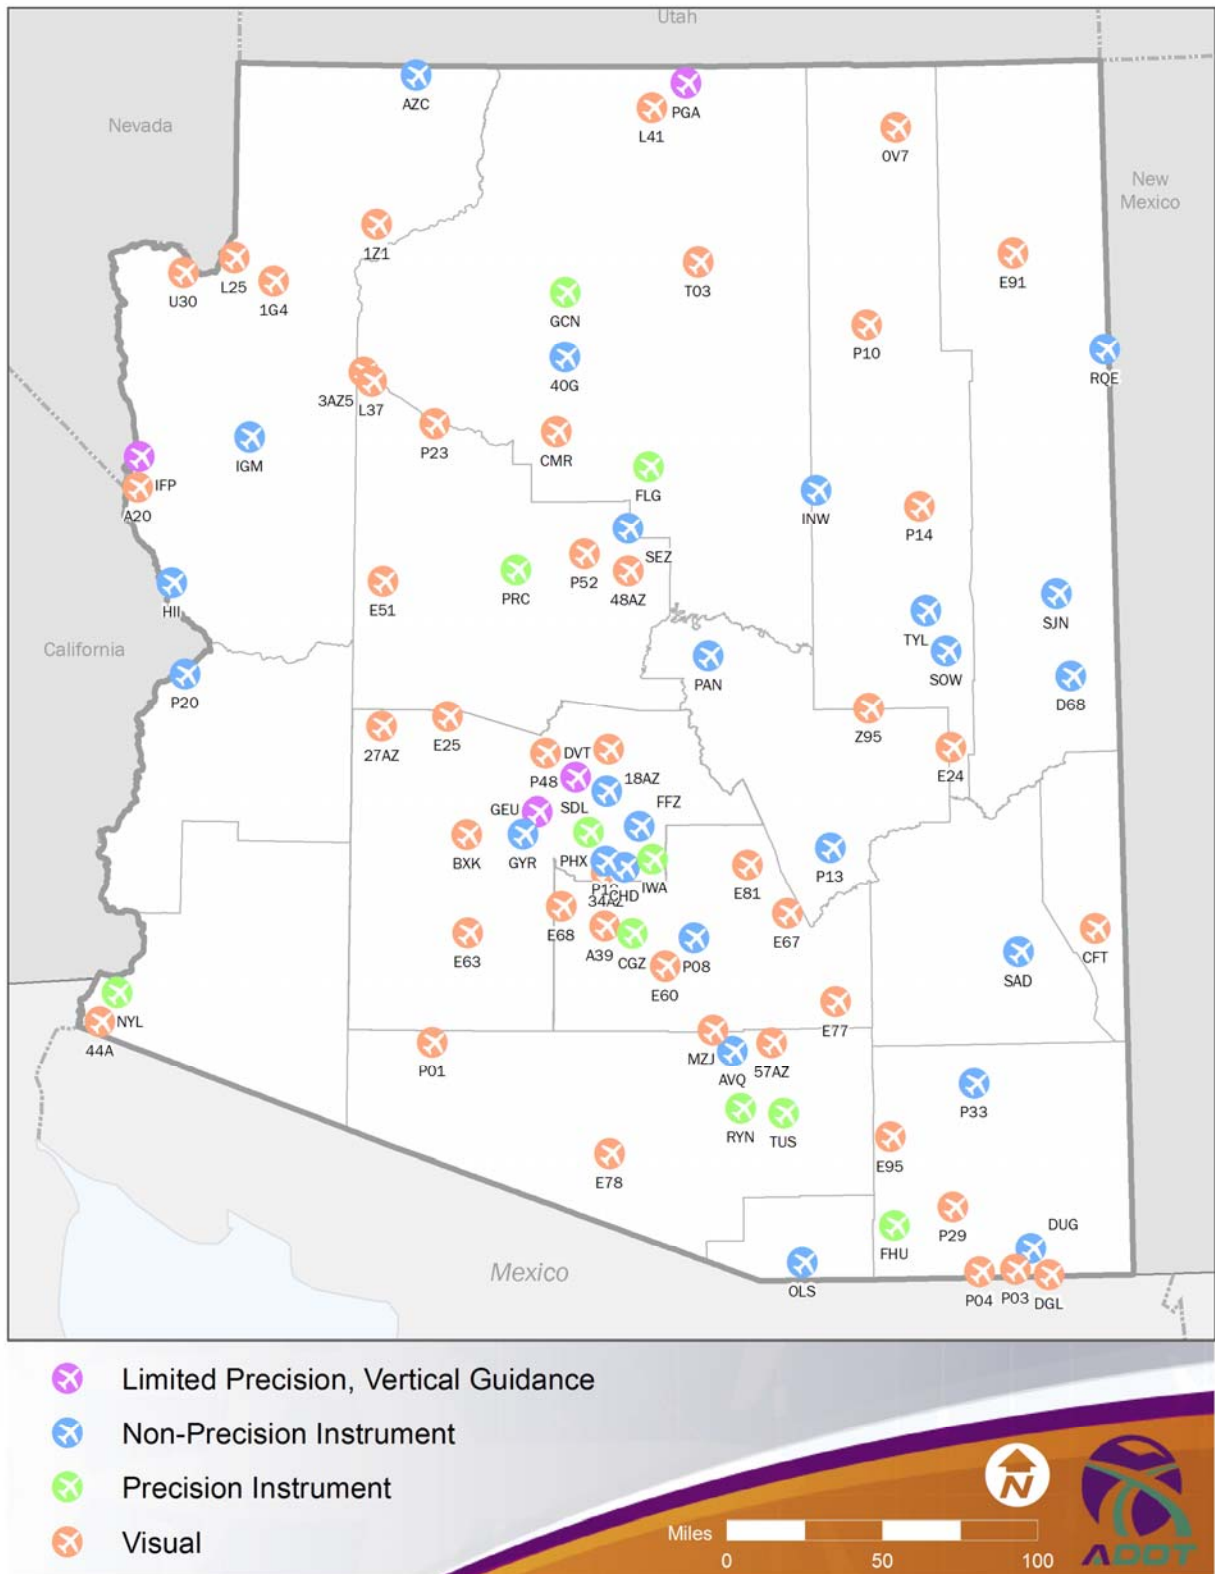 Utah
AZC
PGA
L41
Nevada
0V7
New
Mexico
1Z1
L25
U30
1G4
T03
E91
GCN
P10
40G
RQE
3AZ5
L37
P23
CMR
IGM
IFP
A20
FLG
INW
P14
SEZ
P52
48AZ
PRC
E51
HII
SJN
TYL
SOW
California
PAN
P20
D68
Z95
E25
27AZ
DVT
P48
18AZ
E24
SDL
FFZ
GEU
GYR
BXK
PHX
IWA
P13
E81
CHD
34AZ
E68
E67
A39
CGZ
P08
E63
E60
CFT
SAD
NYL
44A
E77
P01
MZJ
AVQ
57AZ
P33
RYN
TUS
E95
E78
P29
DUG
FHU
Mexico
OLS
P04
P03
DGL
Limited Precision, Vertical Guidance
Non-Precision Instrument
Precision Instrument
Visual
N
Miles
0
50
100
ADOT